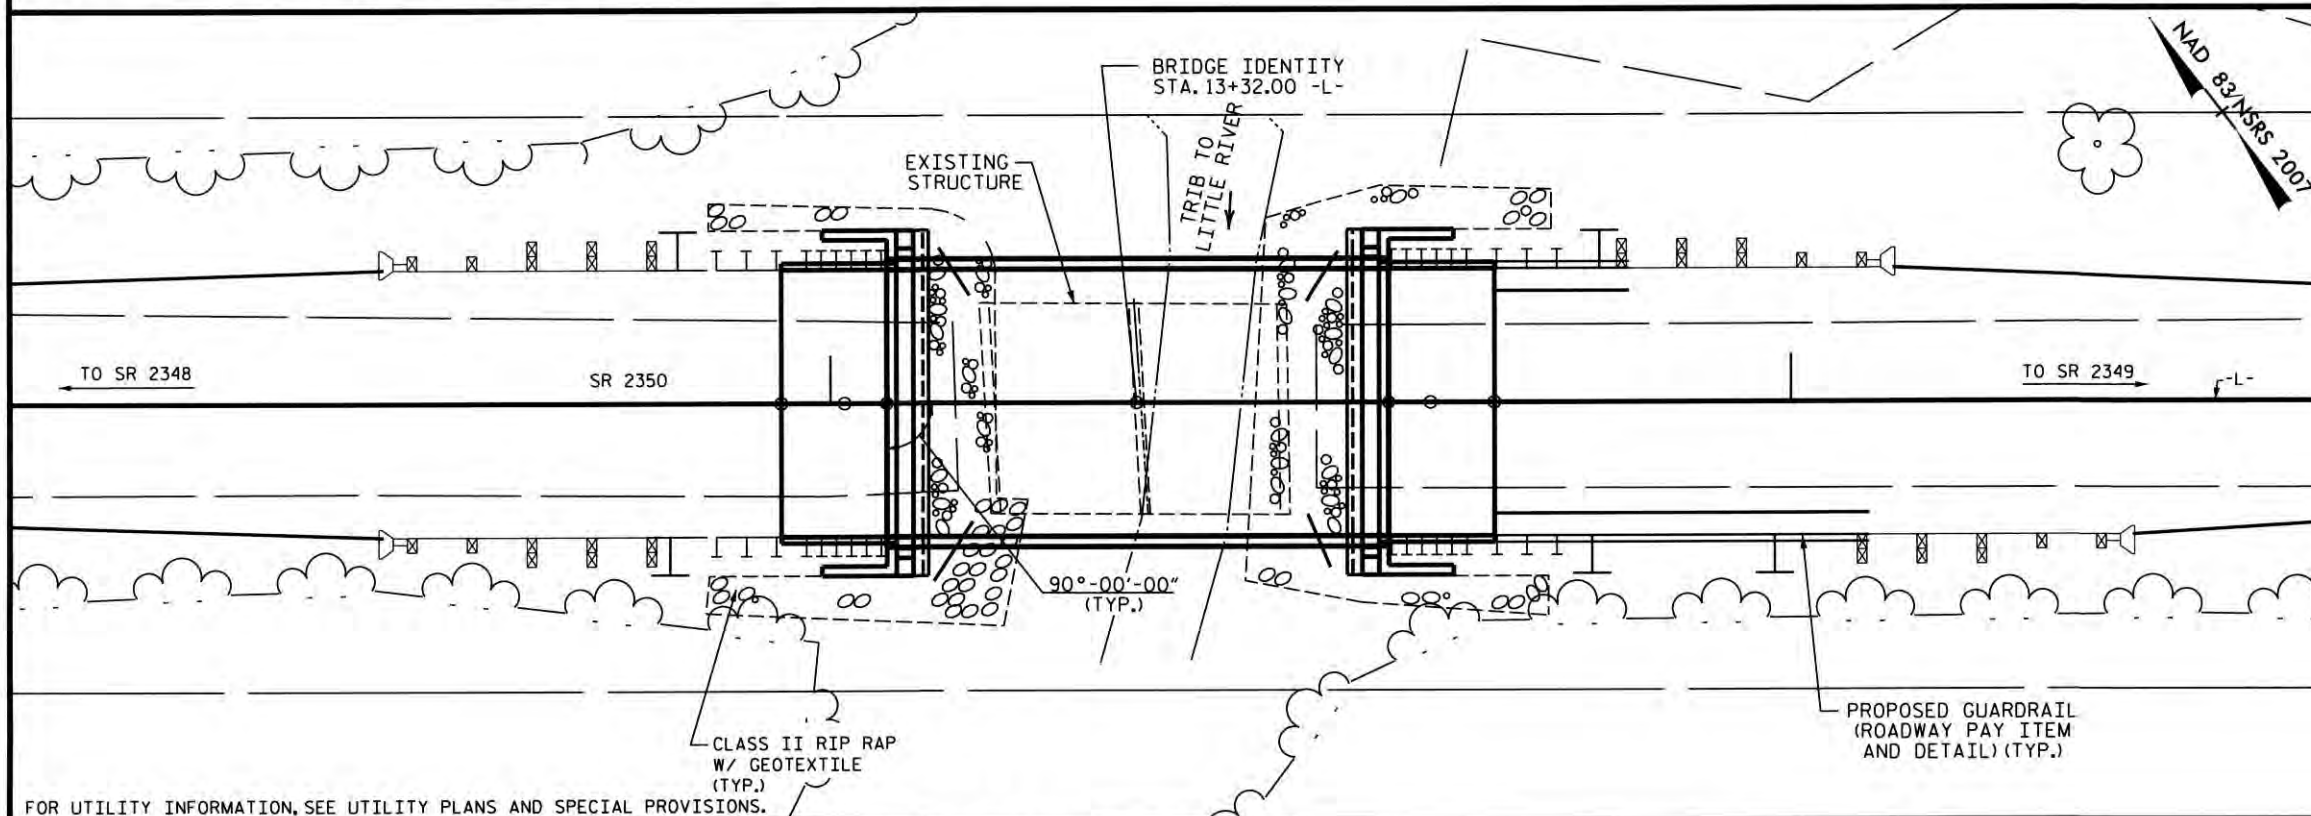 BRIDGE IDENTITY
STA. 13+32.00 -L-
NAD 83/NSRS 2007
EXISTING
STRUCTURE
TRIB TO
LITTLE RIVER
TO SR 2348
SR 2350
TO SR 2349
-L-
90°-00'-00"
(TYP.)
CLASS II RIP RAP
W/ GEOTEXTILE
(TYP.)
PROPOSED GUARDRAIL
(ROADWAY PAY ITEM
AND DETAIL) (TYP.)
FOR UTILITY INFORMATION, SEE UTILITY PLANS AND SPECIAL PROVISIONS.